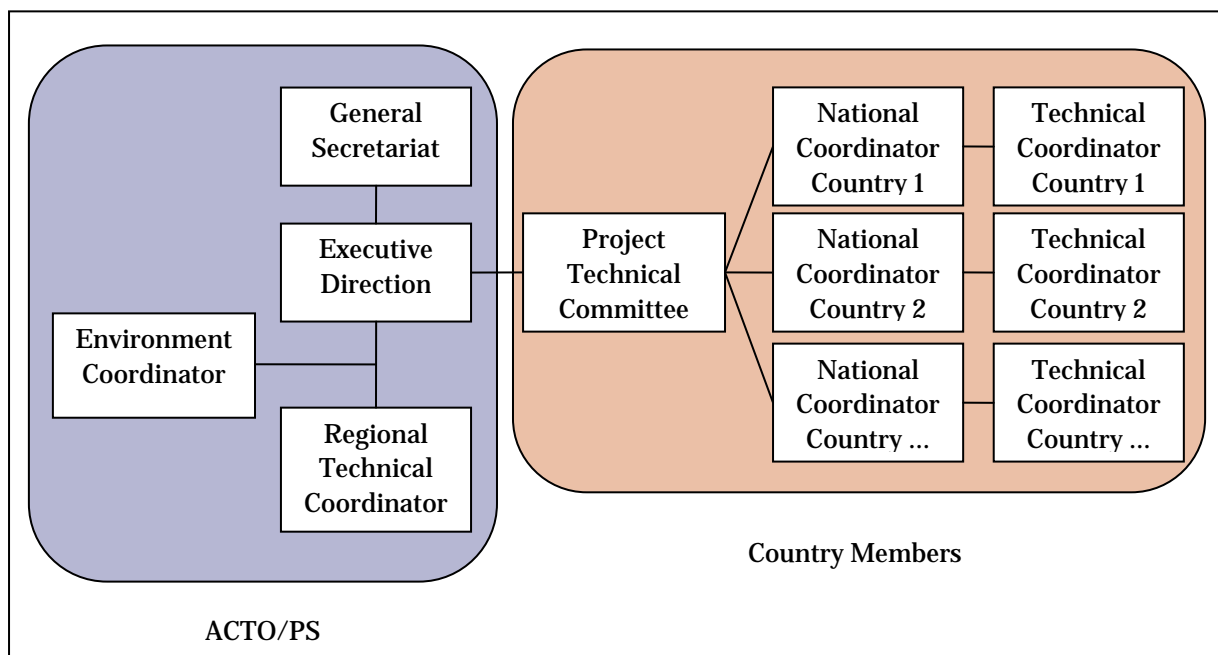 General
Secretariat
Executive
Direction
Environment
Coordinator
Regional
Technical
Coordinator
ACTO/PS
Project
Technical
Committee
National
Coordinator
Country 1
Technical
Coordinator
Country 1
National
Coordinator
Country 2
Technical
Coordinator
Country 2
National
Coordinator
Country ...
Technical
Coordinator
Country ...
Country Members